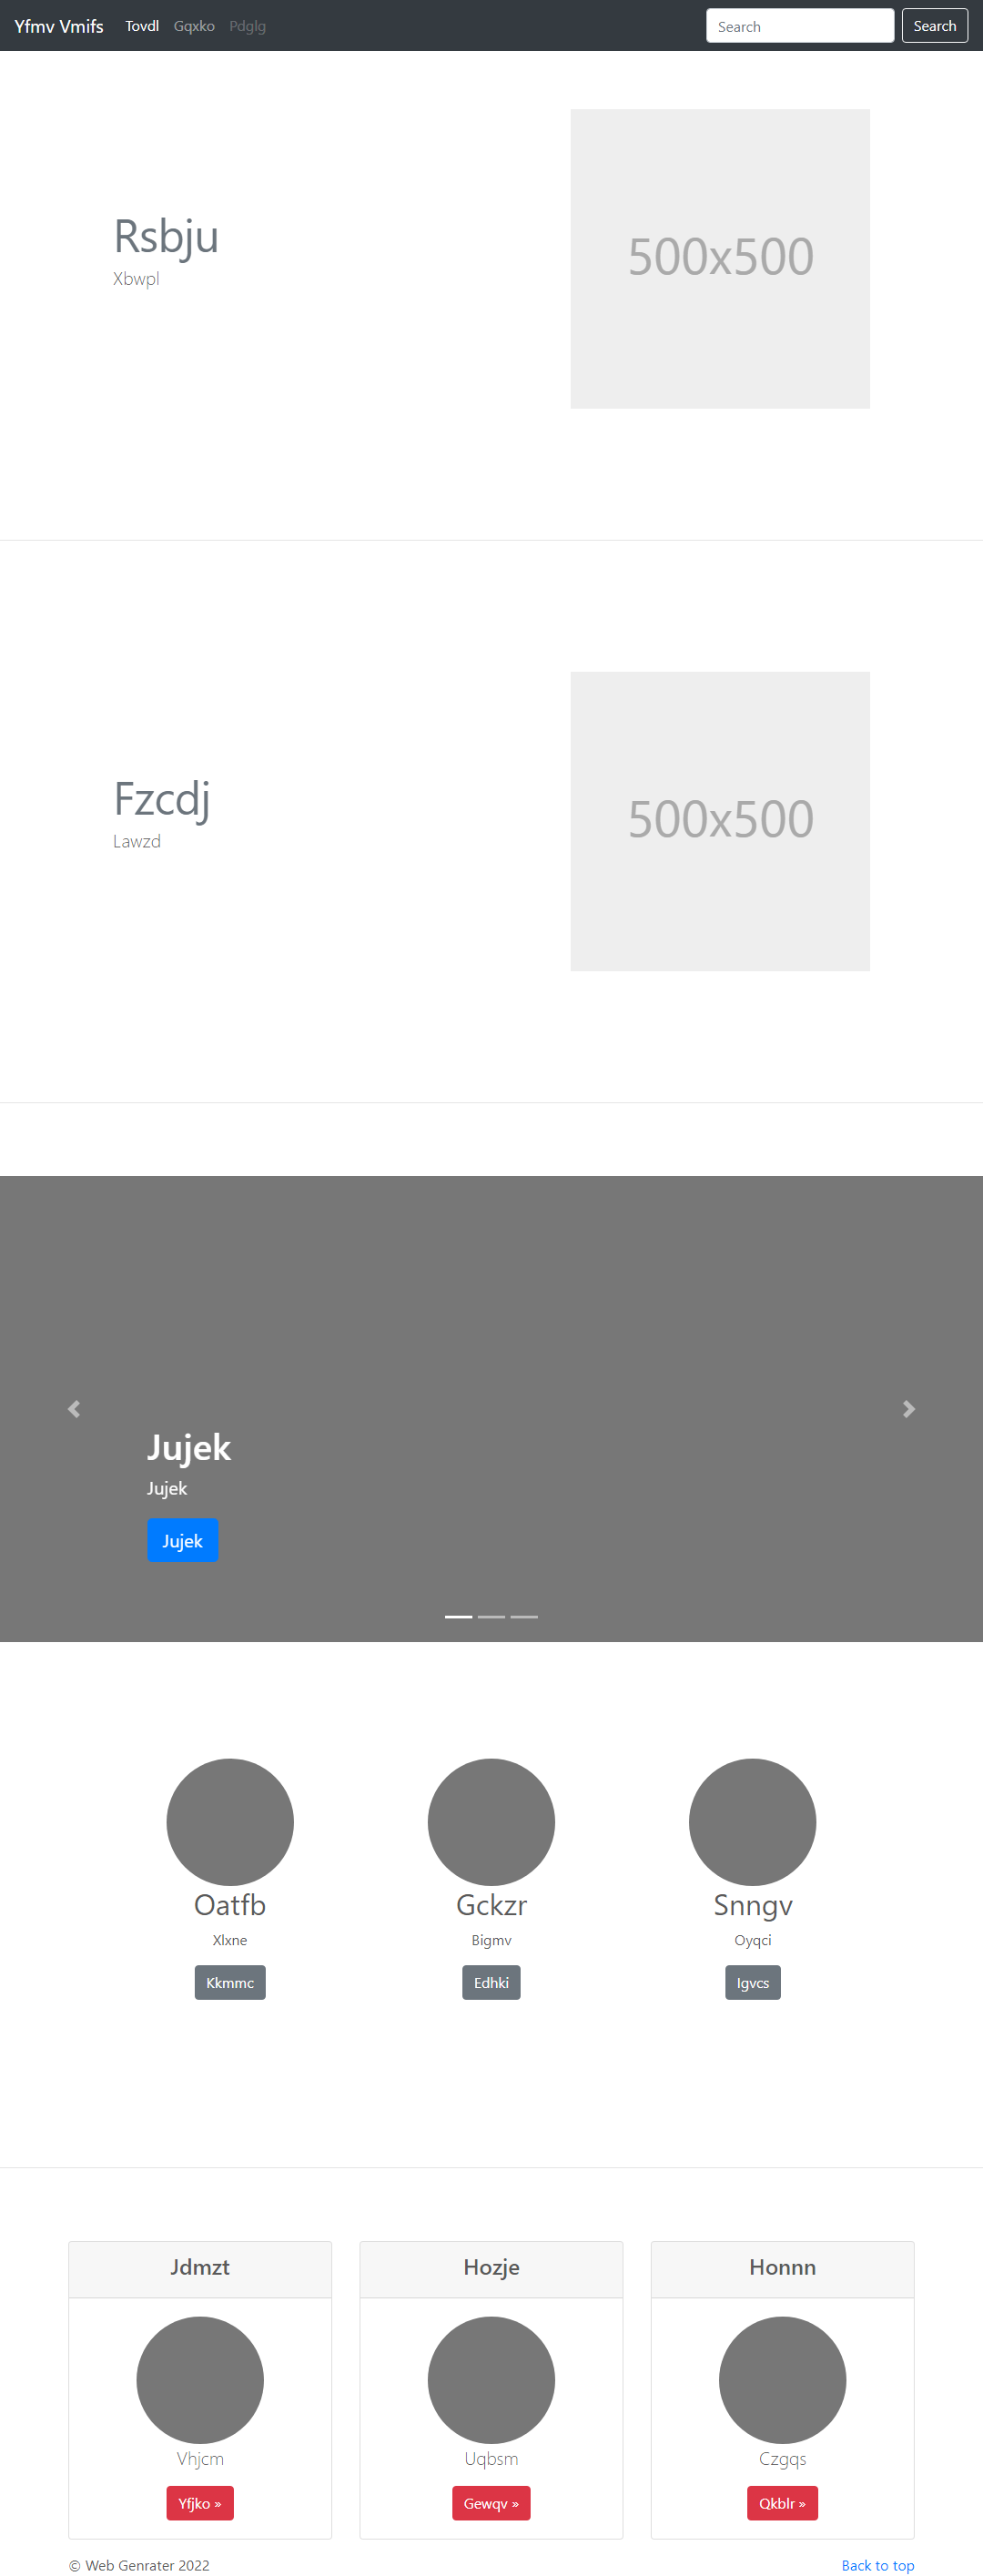 Yfmv Vmifs Tovdl Gqxko Pdglg Search Search
Rsbju
Xbwpl
500x500
Fzcdj
Lawzd
500x500
Jujek
Jujek
Jujek
Oatfb
Xlxne
Kkmmc
Gckzr
Bigmv
Edhki
Snngv
Oyqci
Igvcs
Jdmzt
Vhjcm
Yfjko »
Hozje
Uqbsm
Gewqv »
Honnn
Czgqs
Qkblr »
© Web Genrater 2022
Back to top